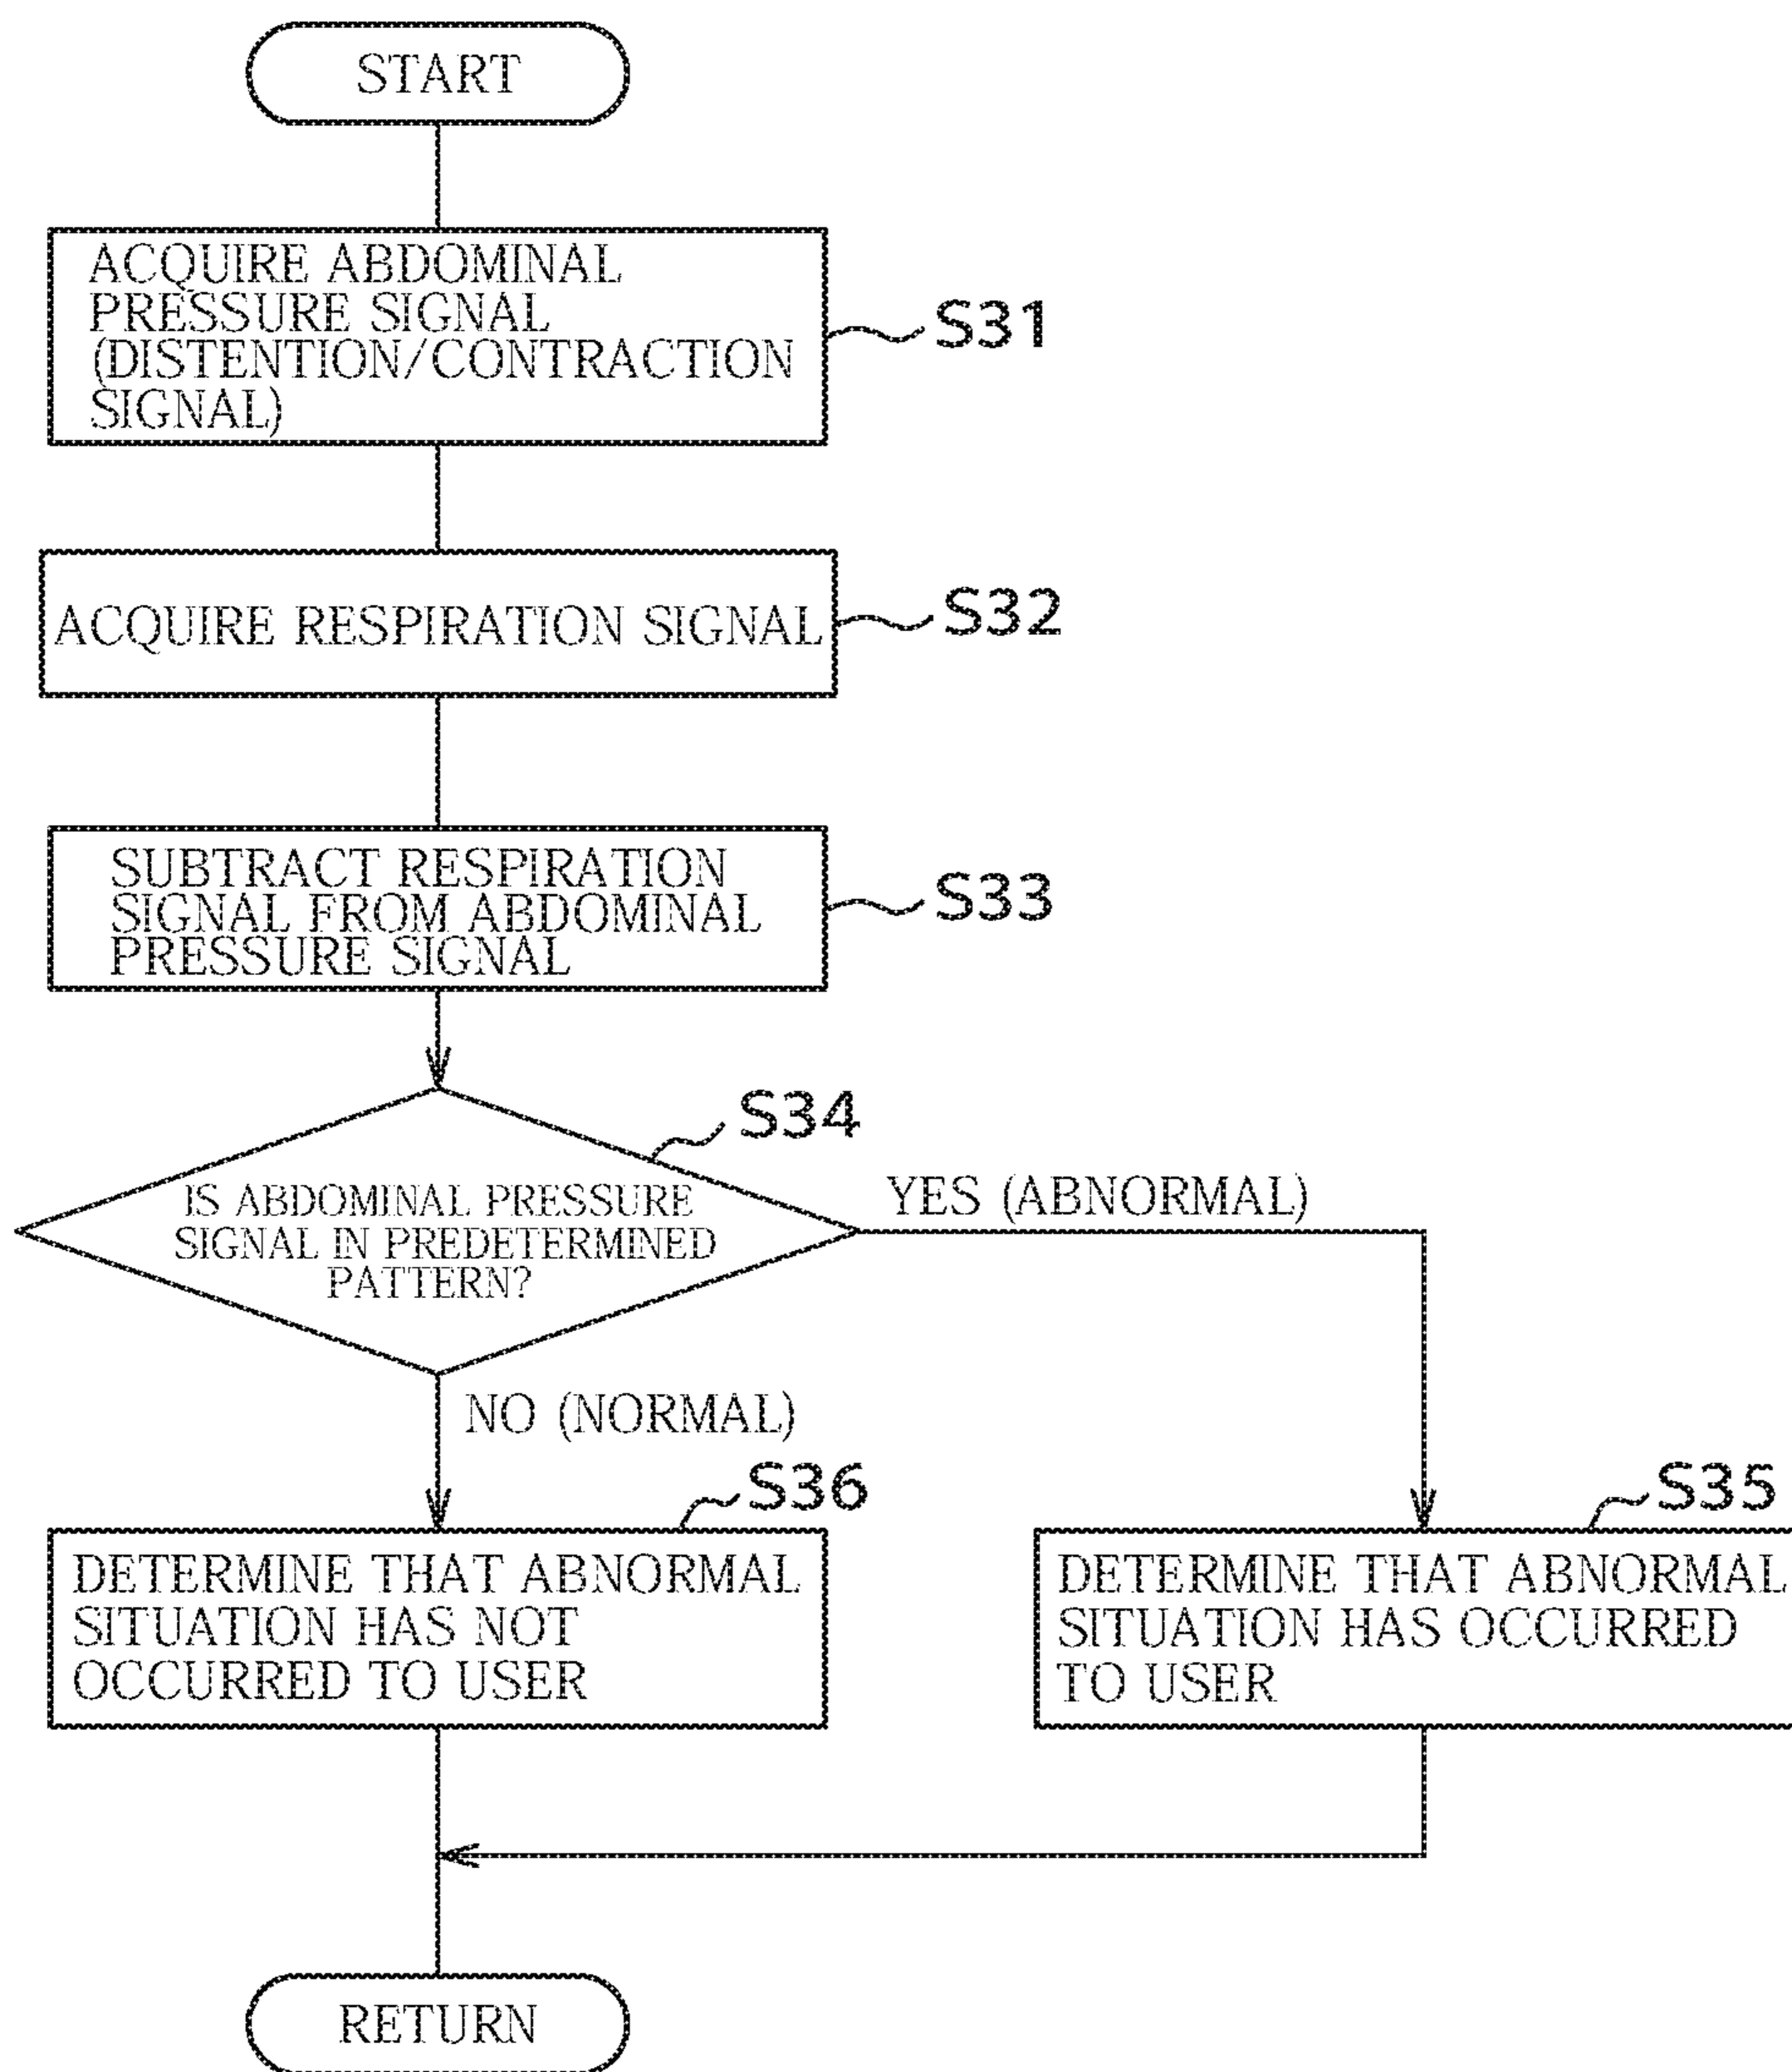 START
ACQUIRE ABDOMINAL
PRESSURE SIGNAL
(DISTENTION/CONTRACTION
SIGNAL)
S31
ACQUIRE RESPIRATION SIGNAL
S32
SUBTRACT RESPIRATION
SIGNAL FROM ABDOMINAL
PRESSURE SIGNAL
S33
S34
IS ABDOMINAL PRESSURE
SIGNAL IN PREDETERMINED
PATTERN?
YES (ABNORMAL)
NO (NORMAL)
S36
DETERMINE THAT ABNORMAL
SITUATION HAS NOT
OCCURRED TO USER
S35
DETERMINE THAT ABNORMAL
SITUATION HAS OCCURRED
TO USER
RETURN